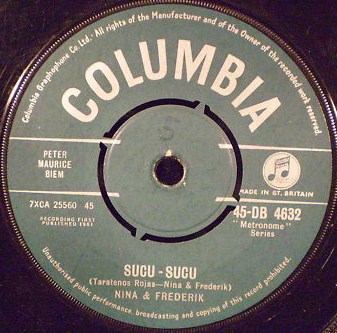 Columbia Graphophone Co. Ltd. · All rights of the Manufacturer and of the Owner of the recorded work reserved.
COLUMBIA
PETER
MAURICE
BIEM
MADE IN GT. BRITAIN
7XCA 25560 45
RECORDING FIRST
PUBLISHED 1961
45-DB 4632
"Metronome"
Series
SUCU - SUCU
(Taratenos Rojas—Nina & Frederik)
NINA & FREDERIK
Unauthorised public performance, broadcasting and copying of this record prohibited.